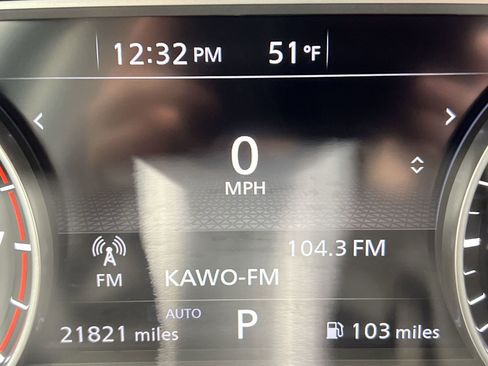 12:32 PM 51°F
0
MPH
104.3 FM
FM KAWO-FM
AUTO
21821 miles P 103 miles